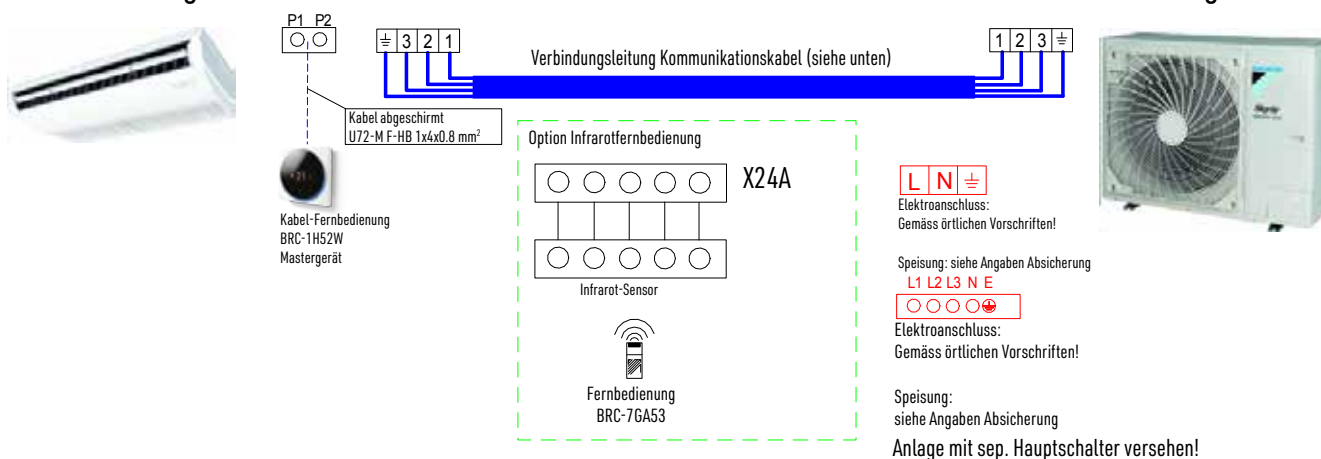 P1 P2
⏚ 3 2 1
1 2 3 ⏚
Verbindungsleitung Kommunikationskabel (siehe unten)
Kabel abgeschirmt
U72-M F-HB 1x4x0.8 mm²
Kabel-Fernbedienung
BRC-1H52W
Mastergerät
Option Infrarotfernbedienung
X24A
Infrarot-Sensor
Fernbedienung
BRC-7GA53
L N ⏚
Elektroanschluss:
Gemäss örtlichen Vorschriften!
Speisung: siehe Angaben Absicherung
L1 L2 L3 N E
Elektroanschluss:
Gemäss örtlichen Vorschriften!
Speisung:
siehe Angaben Absicherung
Anlage mit sep. Hauptschalter versehen!